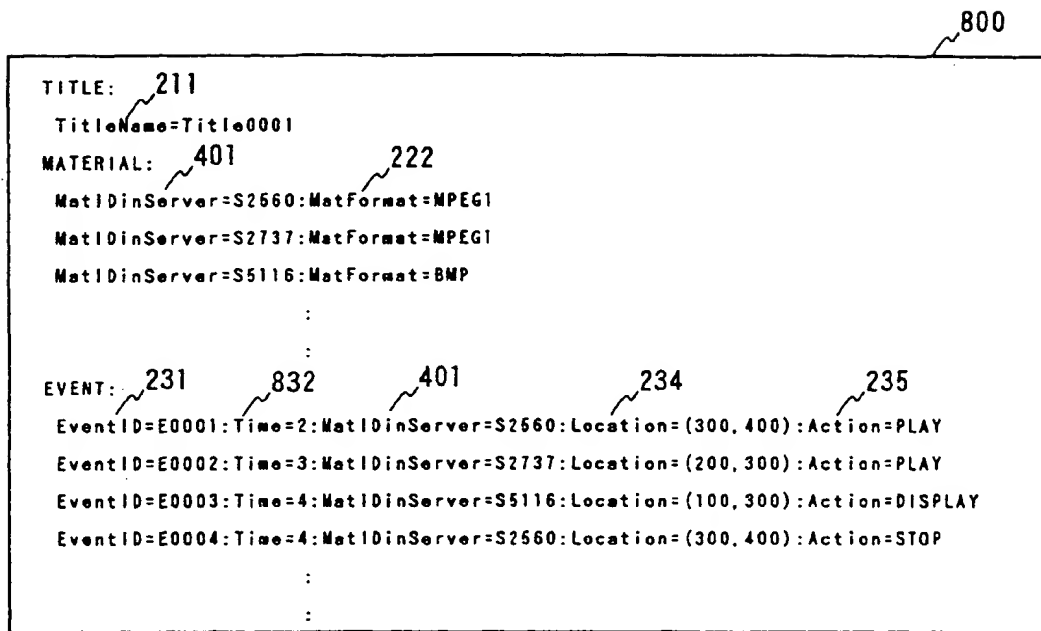 800
TITLE: 211
TitleName=Title0001
MATERIAL: 401 222
MatIDinServer=S2560:MatFormat=MPEG1
MatIDinServer=S2737:MatFormat=MPEG1
MatIDinServer=S5116:MatFormat=BMP
:
:
EVENT: 231 832 401 234 235
EventID=E0001:Time=2:MatIDinServer=S2560:Location=(300,400):Action=PLAY
EventID=E0002:Time=3:MatIDinServer=S2737:Location=(200,300):Action=PLAY
EventID=E0003:Time=4:MatIDinServer=S5116:Location=(100,300):Action=DISPLAY
EventID=E0004:Time=4:MatIDinServer=S2560:Location=(300,400):Action=STOP
:
: